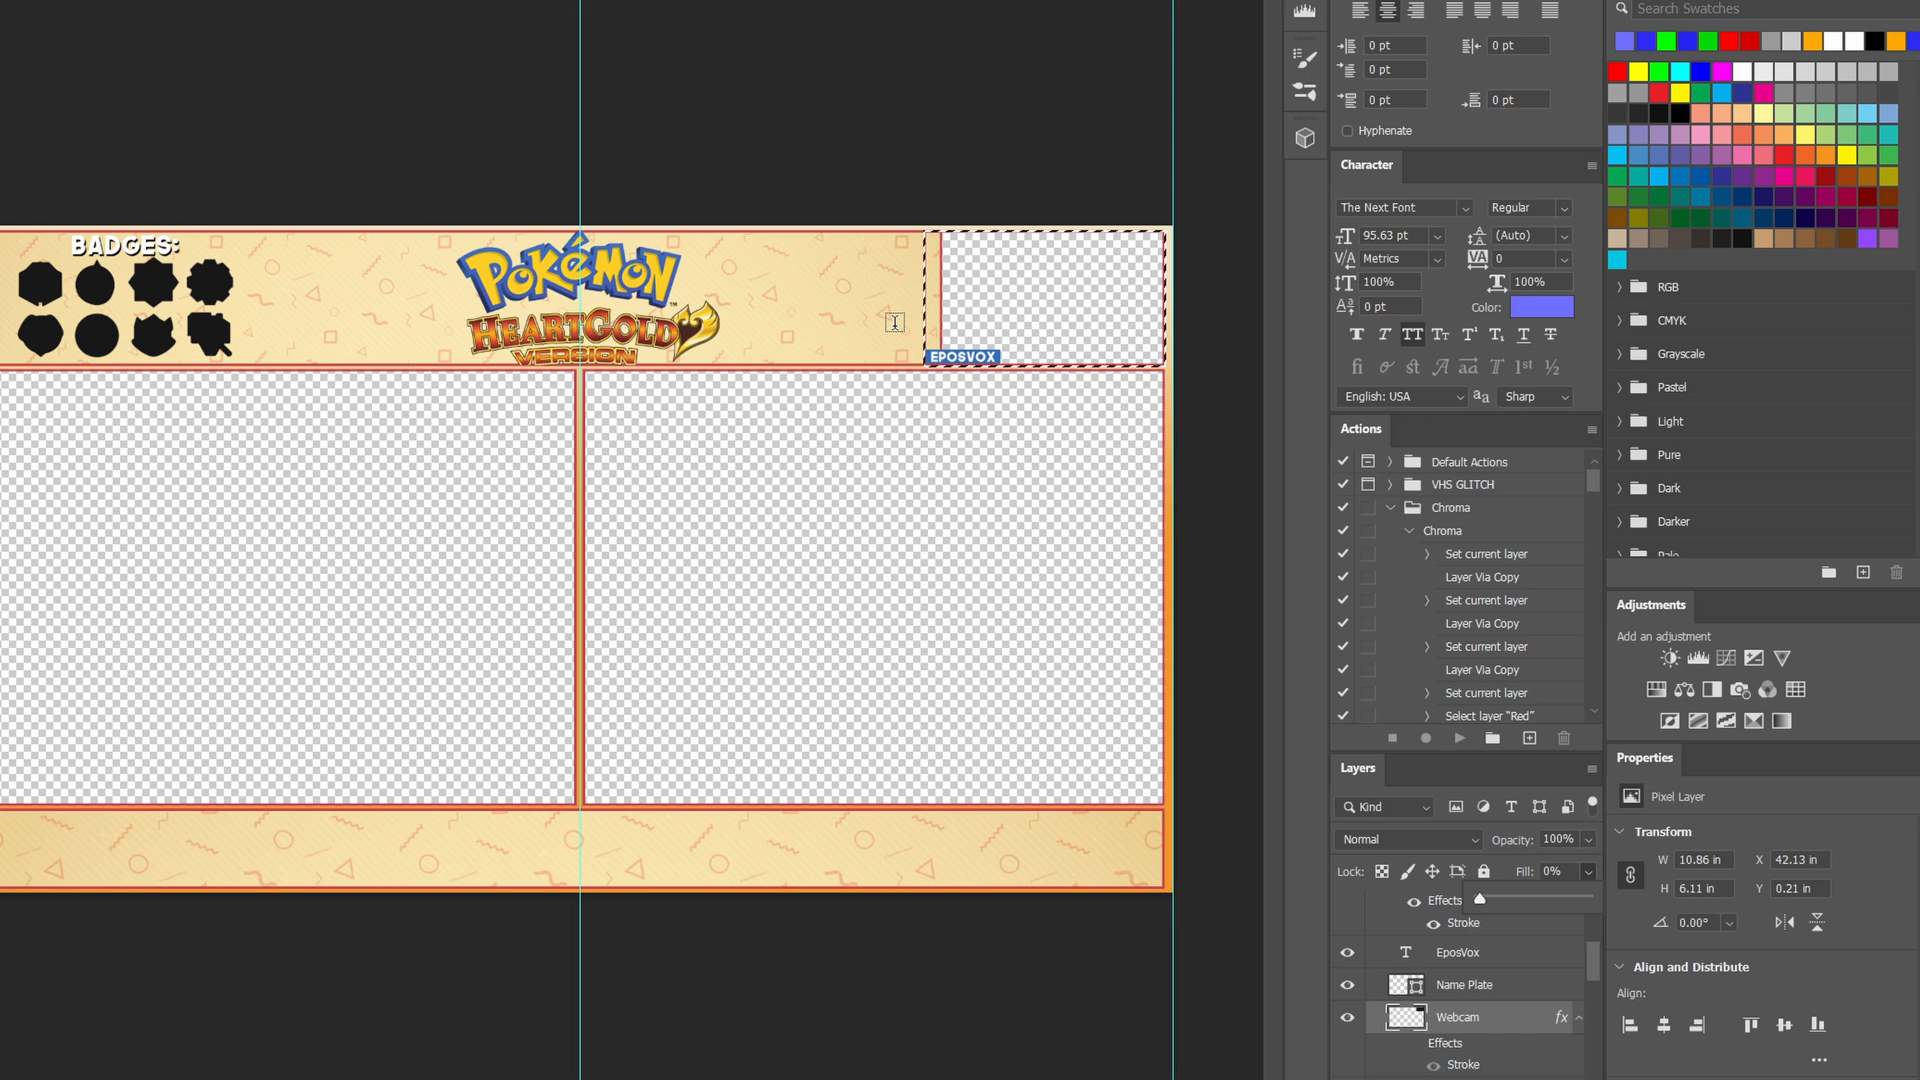 Search Swatches
0 pt
0 pt
0 pt
0 pt
0 pt
Hyphenate
Character
The Next Font
Regular
95.63 pt
(Auto)
Metrics
0
100%
100%
0 pt
Color:
English: USA
Sharp
Actions
Default Actions
VHS GLITCH
Chroma
Chroma
Set current layer
Layer Via Copy
Set current layer
Layer Via Copy
Set current layer
Layer Via Copy
Set current layer
Select layer "Red"
Layers
Kind
Normal
Opacity: 100%
Lock:
Fill: 0%
Effects
Stroke
EposVox
Name Plate
Webcam
fx
Effects
Stroke
RGB
CMYK
Grayscale
Pastel
Light
Pure
Dark
Darker
Pale
Adjustments
Add an adjustment
Properties
Pixel Layer
Transform
W 10.86 in X 42.13 in
H 6.11 in Y 0.21 in
0.00°
Align and Distribute
Align:
BADGES:
POKéMON
TM
HEARTGOLD
VERSION
EPOSVOX